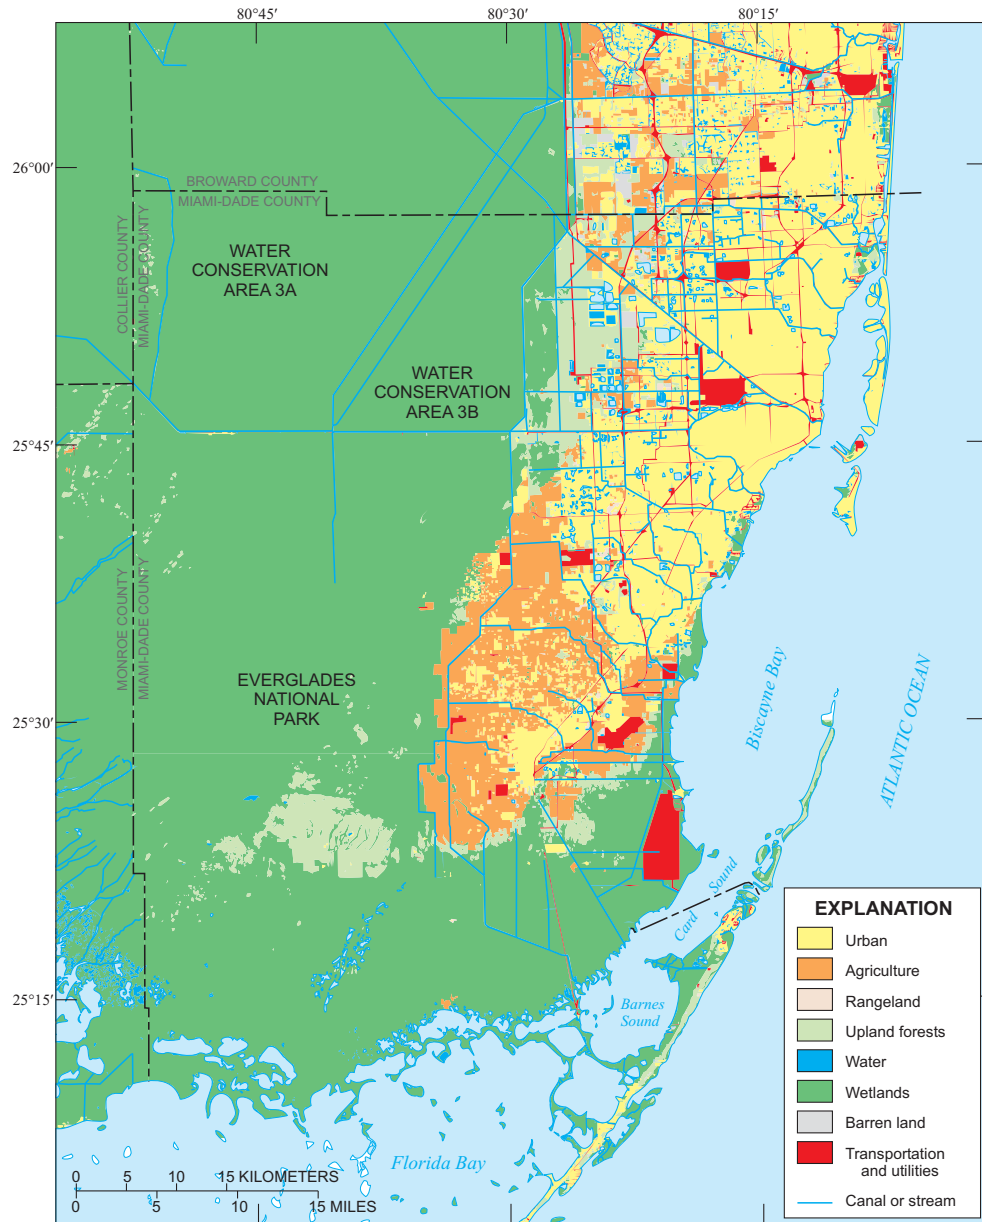 80°45′
80°30′
80°15′
26°00′
BROWARD COUNTY
MIAMI-DADE COUNTY
COLLIER COUNTY
MIAMI-DADE COUNTY
WATER
CONSERVATION
AREA 3A
WATER
CONSERVATION
AREA 3B
25°45′
MONROE COUNTY
MIAMI-DADE COUNTY
EVERGLADES
NATIONAL
PARK
Biscayne Bay
ATLANTIC OCEAN
25°30′
Card Sound
25°15′
Barnes
Sound
Florida Bay
0 5 10 15 KILOMETERS
0 5 10 15 MILES
EXPLANATION
Urban
Agriculture
Rangeland
Upland forests
Water
Wetlands
Barren land
Transportation
and utilities
Canal or stream